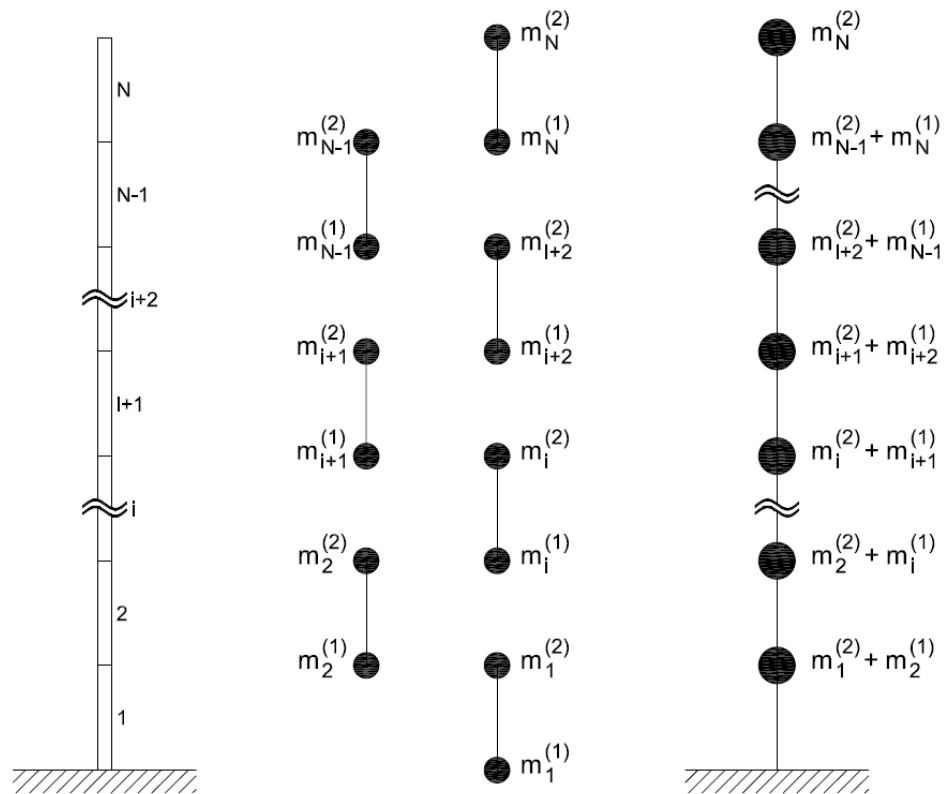 N
N-1
i+2
I+1
i
2
1
m_N^{(2)}
m_{N-1}^{(2)}
m_N^{(1)}
m_{N-1}^{(1)}
m_{I+2}^{(2)}
m_{i+1}^{(2)}
m_{i+2}^{(1)}
m_{i+1}^{(1)}
m_i^{(2)}
m_2^{(2)}
m_i^{(1)}
m_2^{(1)}
m_1^{(2)}
m_1^{(1)}
m_N^{(2)}
m_{N-1}^{(2)} + m_N^{(1)}
m_{I+2}^{(2)} + m_{N-1}^{(1)}
m_{i+1}^{(2)} + m_{i+2}^{(1)}
m_i^{(2)} + m_{i+1}^{(1)}
m_2^{(2)} + m_i^{(1)}
m_1^{(2)} + m_2^{(1)}